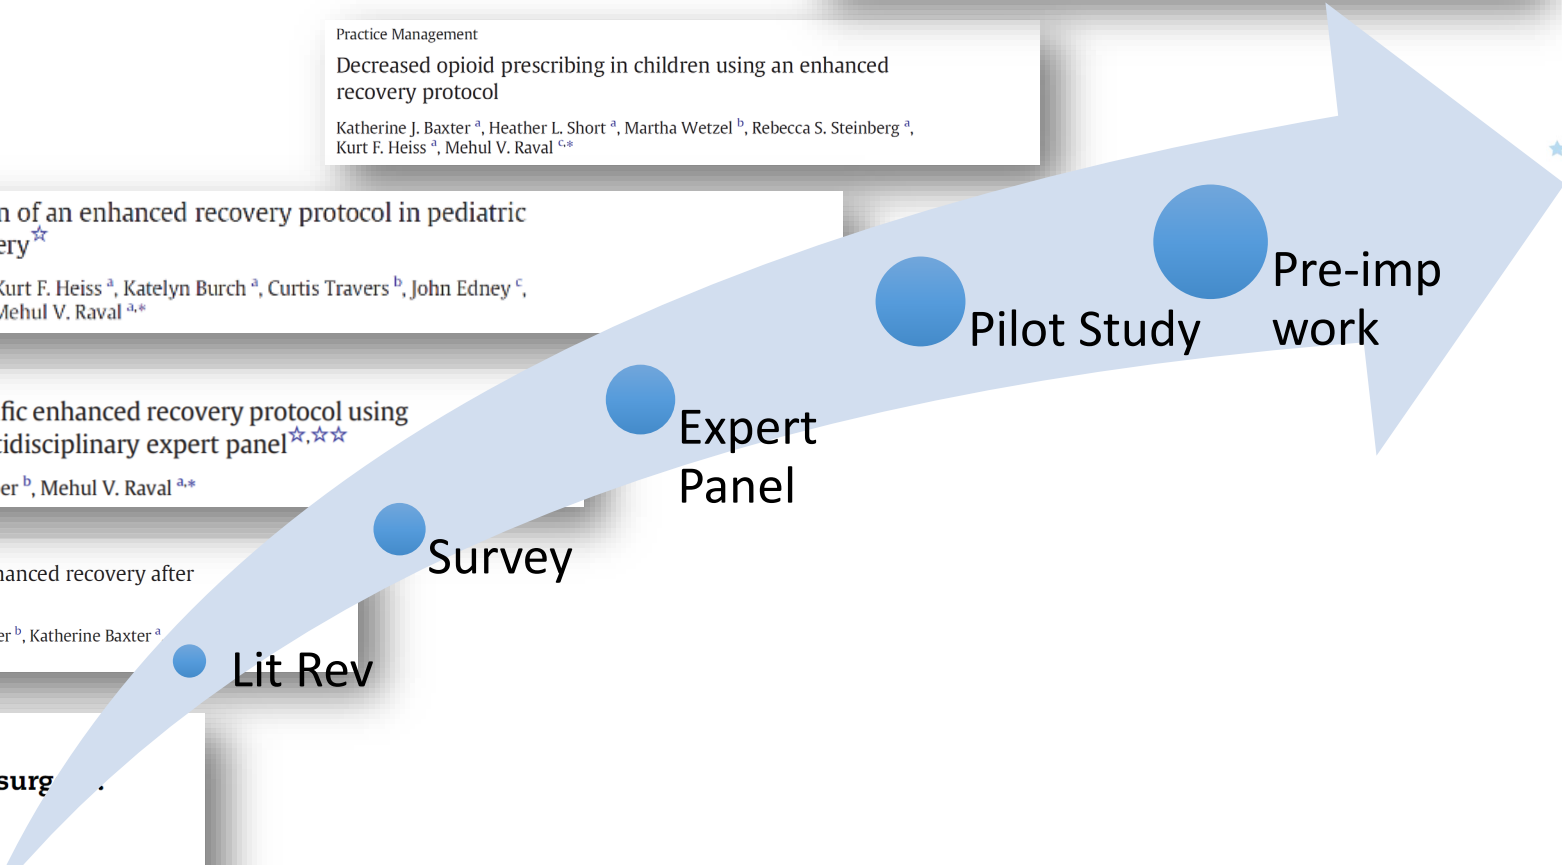 Practice Management
Decreased opioid prescribing in children using an enhanced
recovery protocol
Katherine J. Baxter a, Heather L. Short a, Martha Wetzel b, Rebecca S. Steinberg a,
Kurt F. Heiss a, Mehul V. Raval c,*
n of an enhanced recovery protocol in pediatric
ery☆
Kurt F. Heiss a, Katelyn Burch a, Curtis Travers b, John Edney c,
Mehul V. Raval a,*
fic enhanced recovery protocol using
tidisciplinary expert panel☆,☆☆
er b, Mehul V. Raval a,*
hanced recovery after
er b, Katherine Baxter a
surg
Pre-imp
work
Pilot Study
Expert
Panel
Survey
Lit Rev